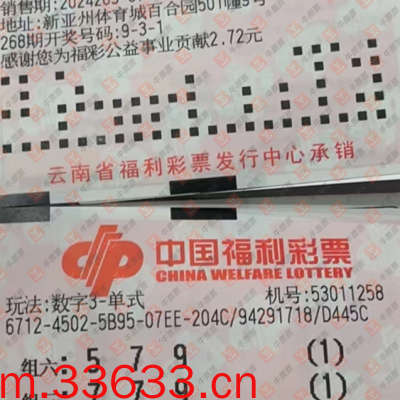 地址:新亚州体育城百合园501幢9号
268期开奖号码:9-3-1
感谢您为福彩公益事业贡献2.72元
云南省福利彩票发行中心承销
中国福利彩票
CHINA WELFARE LOTTERY
玩法:数字3-单式 机号:53011258
6712-4502-5B95-07EE-204C/94291718/D445C
组六: 5 7 9 (1)
7 7 9 (1)
m.33633.cn